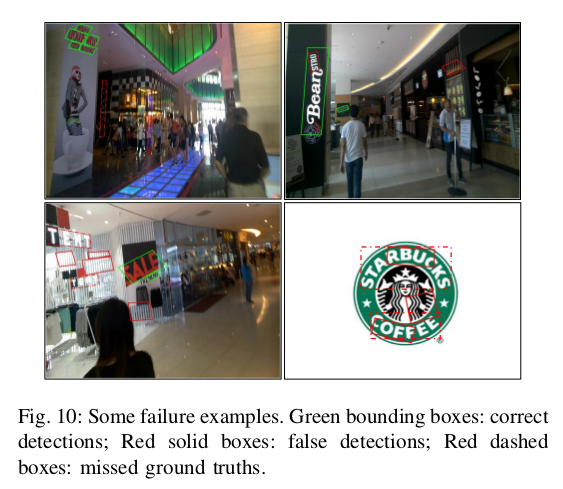 Bean
STRO
SALE
STARBUCKS
COFFEE
Fig. 10: Some failure examples. Green bounding boxes: correct
detections; Red solid boxes: false detections; Red dashed
boxes: missed ground truths.